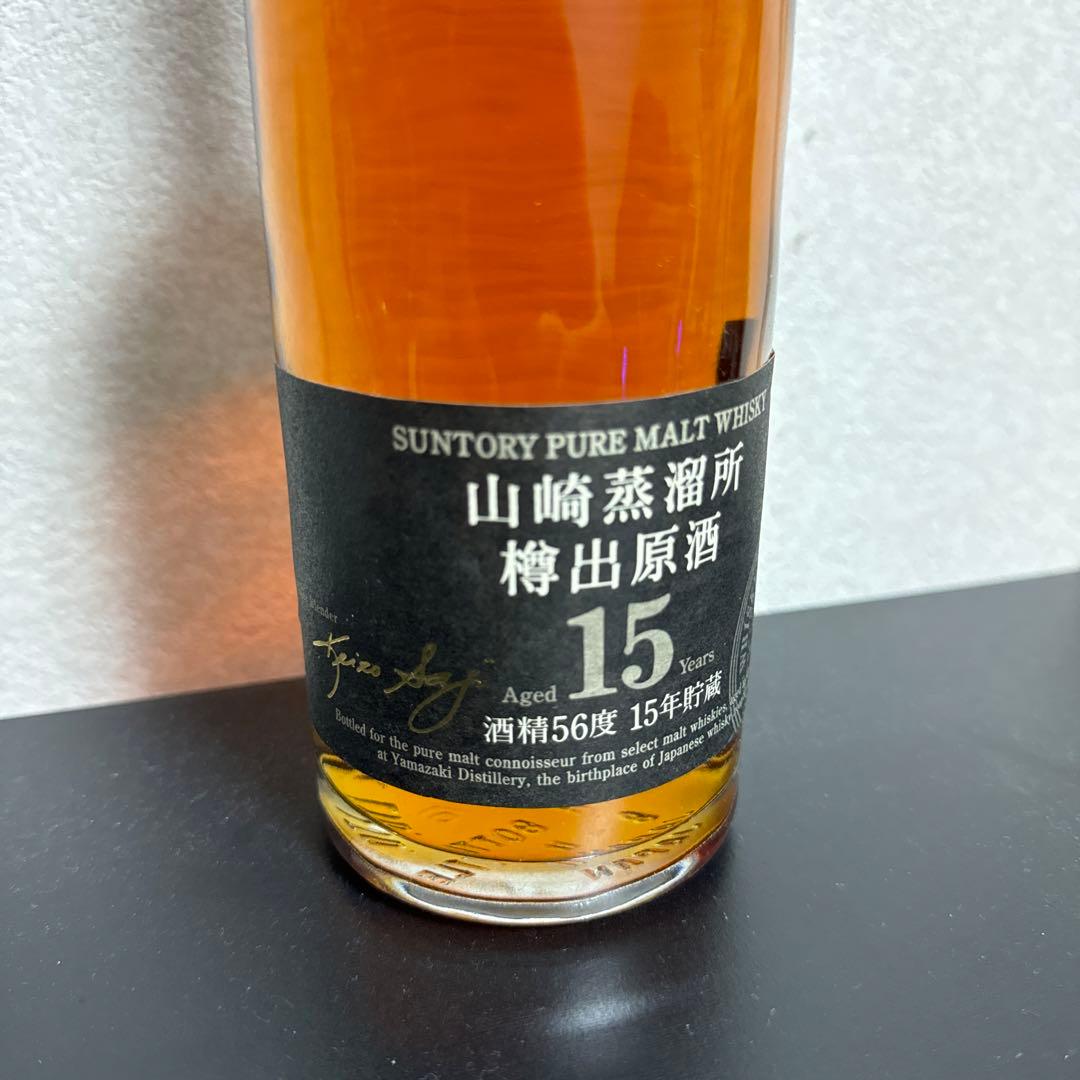 SUNTORY PURE MALT WHISKY
山崎蒸溜所
樽出原酒
Aged 15 Years
Keizo Saji
酒精56度 15年貯蔵
Bottled for the pure malt connoisseur from select malt whiskies,
at Yamazaki Distillery, the birthplace of Japanese whisky